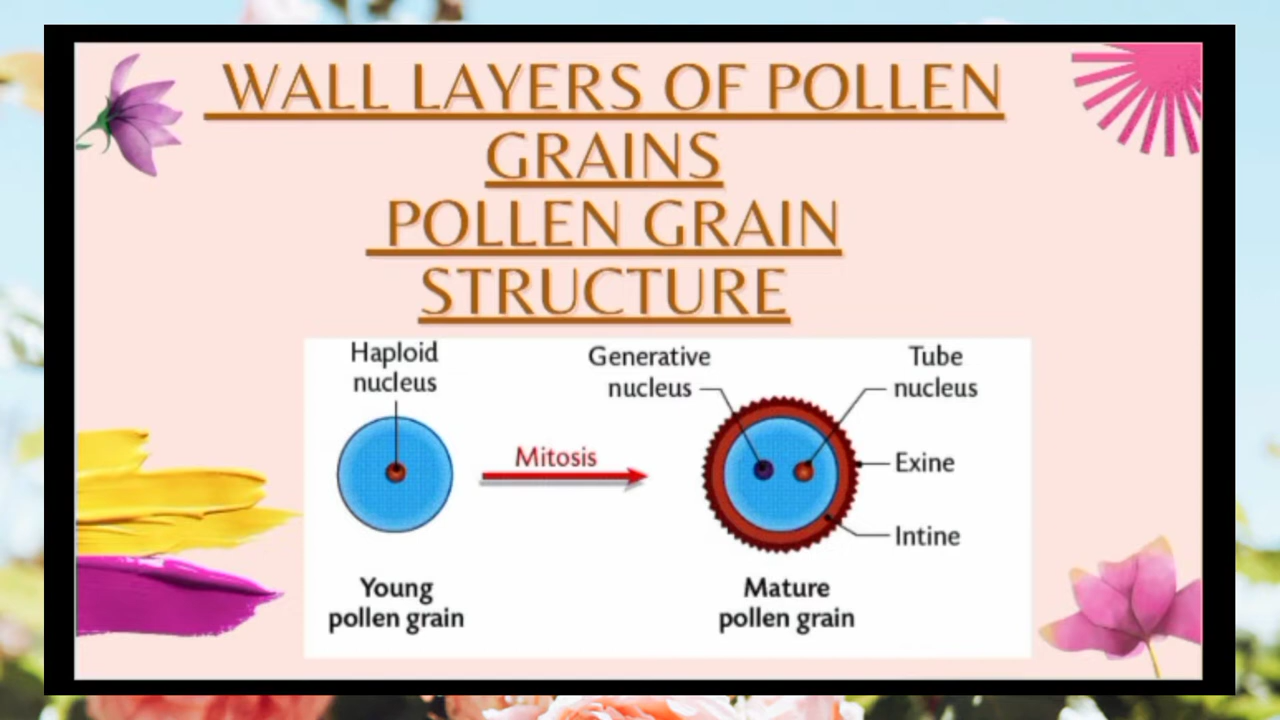 WALL LAYERS OF POLLEN
GRAINS
POLLEN GRAIN
STRUCTURE
Haploid
nucleus
Generative
nucleus
Tube
nucleus
Mitosis
Exine
Intine
Young
pollen grain
Mature
pollen grain